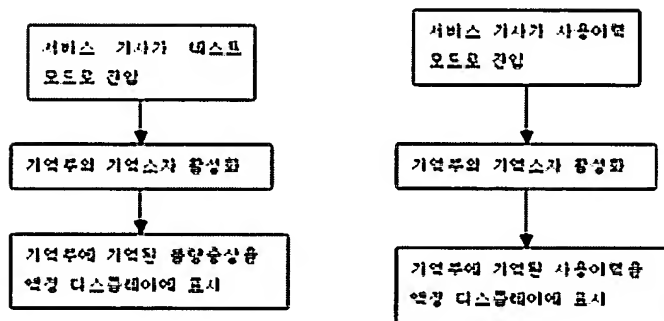 서비스 기사가 테스트
모드로 진입
기억부의 기억소자 활성화
기억부에 기억된 불량증상을
액정 디스플레이에 표시
서비스 기사가 사용이력
모드로 진입
기억부의 기억소자 활성화
기억부에 기억된 사용이력을
액정 디스플레이에 표시